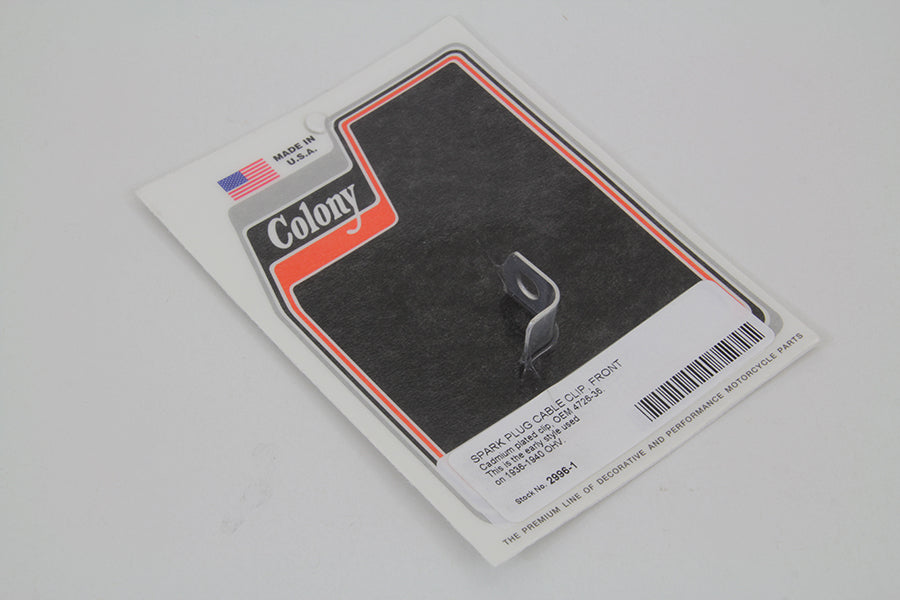 MADE IN
U.S.A.
Colony
SPARK PLUG CABLE CLIP, FRONT
Cadmium plated clip, OEM 4726-36.
This is the early style used
on 1936-1940 OHV.
Stock No. 2996-1
THE PREMIUM LINE OF DECORATIVE AND PERFORMANCE MOTORCYCLE PARTS